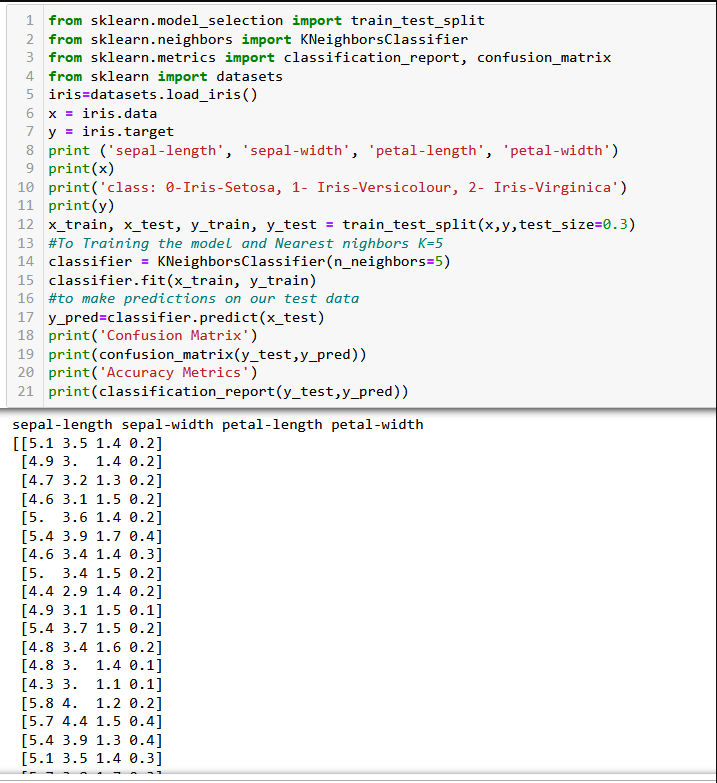 1 from sklearn.model_selection import train_test_split
2 from sklearn.neighbors import KNeighborsClassifier
3 from sklearn.metrics import classification_report, confusion_matrix
4 from sklearn import datasets
5 iris=datasets.load_iris()
6 x = iris.data
7 y = iris.target
8 print ('sepal-length', 'sepal-width', 'petal-length', 'petal-width')
9 print(x)
10 print('class: 0-Iris-Setosa, 1- Iris-Versicolour, 2- Iris-Virginica')
11 print(y)
12 x_train, x_test, y_train, y_test = train_test_split(x,y,test_size=0.3)
13 #To Training the model and Nearest nighbors K=5
14 classifier = KNeighborsClassifier(n_neighbors=5)
15 classifier.fit(x_train, y_train)
16 #to make predictions on our test data
17 y_pred=classifier.predict(x_test)
18 print('Confusion Matrix')
19 print(confusion_matrix(y_test,y_pred))
20 print('Accuracy Metrics')
21 print(classification_report(y_test,y_pred))
sepal-length sepal-width petal-length petal-width
[[5.1 3.5 1.4 0.2]
[4.9 3.  1.4 0.2]
[4.7 3.2 1.3 0.2]
[4.6 3.1 1.5 0.2]
[5.  3.6 1.4 0.2]
[5.4 3.9 1.7 0.4]
[4.6 3.4 1.4 0.3]
[5.  3.4 1.5 0.2]
[4.4 2.9 1.4 0.2]
[4.9 3.1 1.5 0.1]
[5.4 3.7 1.5 0.2]
[4.8 3.4 1.6 0.2]
[4.8 3.  1.4 0.1]
[4.3 3.  1.1 0.1]
[5.8 4.  1.2 0.2]
[5.7 4.4 1.5 0.4]
[5.4 3.9 1.3 0.4]
[5.1 3.5 1.4 0.3]